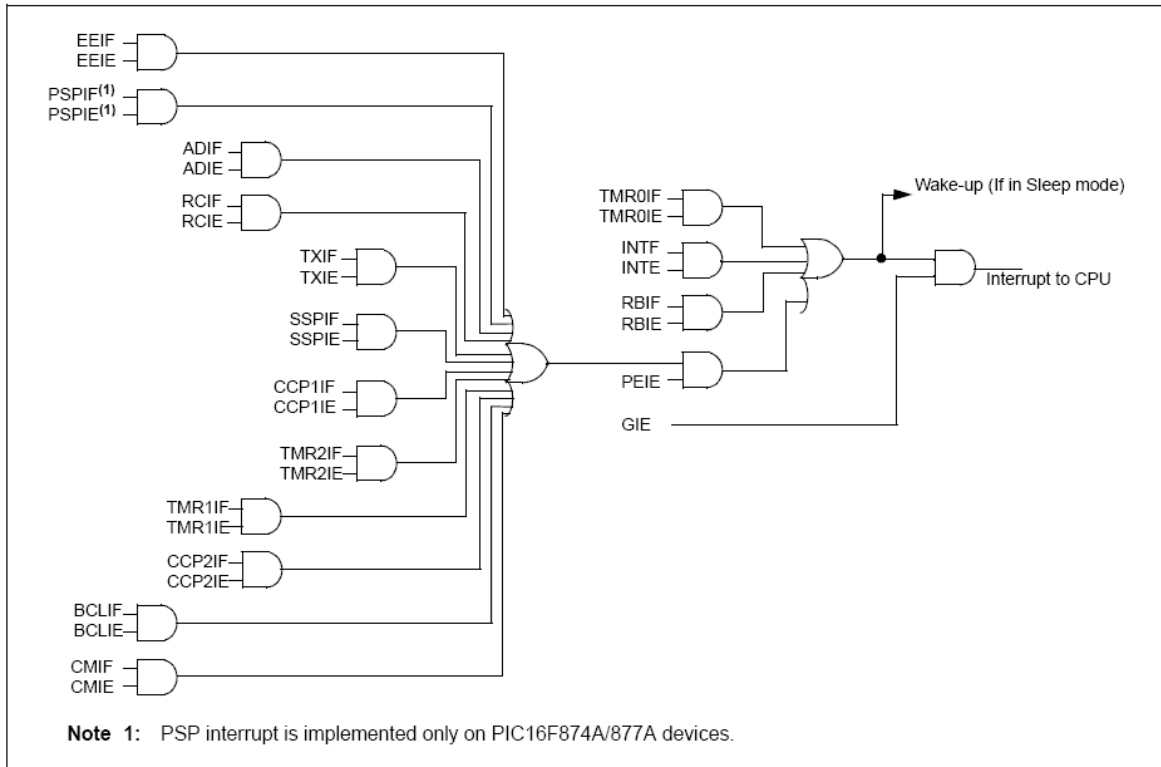 EEIF
EEIE
PSPIF(1)
PSPIE(1)
ADIF
ADIE
RCIF
RCIE
TXIF
TXIE
SSPIF
SSPIE
CCP1IF
CCP1IE
TMR2IF
TMR2IE
TMR1IF
TMR1IE
CCP2IF
CCP2IE
BCLIF
BCLIE
CMIF
CMIE
TMR0IF
TMR0IE
INTF
INTE
RBIF
RBIE
PEIE
GIE
Wake-up (If in Sleep mode)
Interrupt to CPU
Note 1: PSP interrupt is implemented only on PIC16F874A/877A devices.